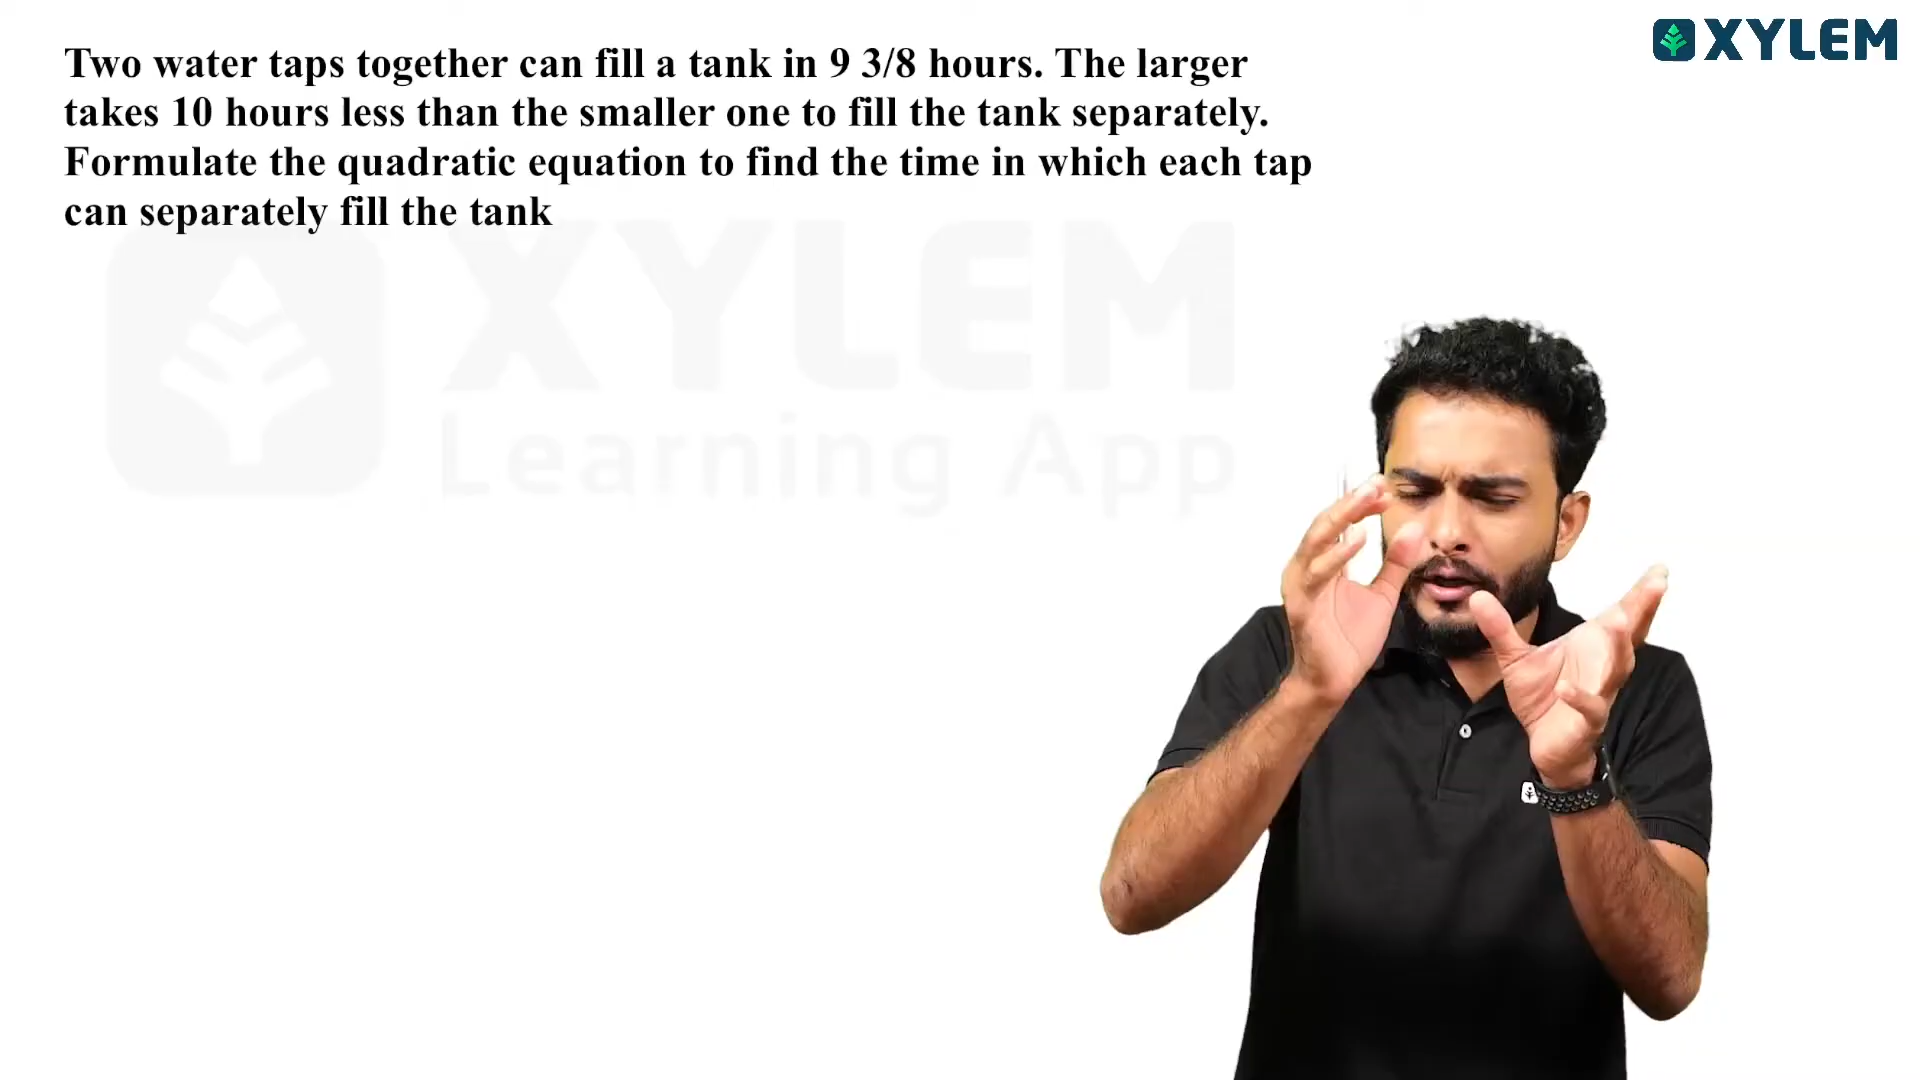 XYLEM
Two water taps together can fill a tank in 9 3/8 hours. The larger
takes 10 hours less than the smaller one to fill the tank separately.
Formulate the quadratic equation to find the time in which each tap
can separately fill the tank
XYLEM
Learning App